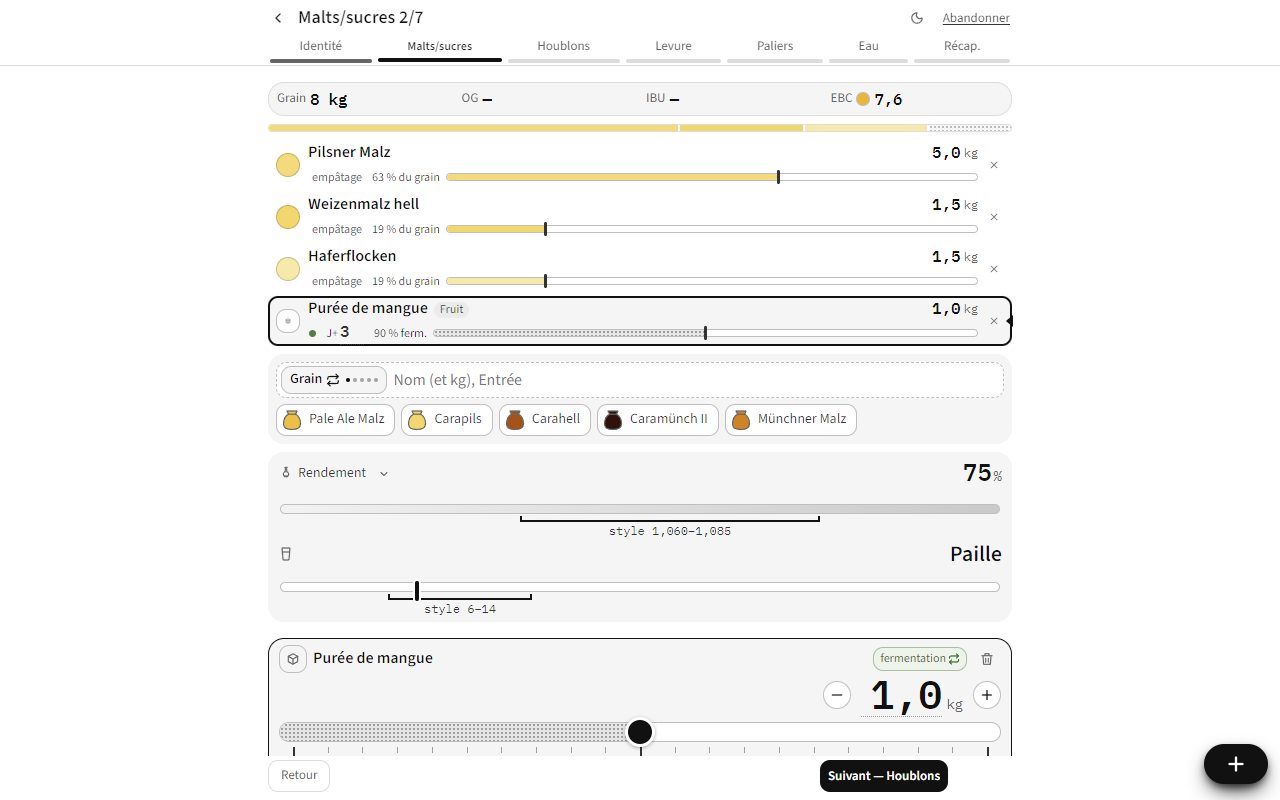 Malts/sucres 2/7
Abandonner
Identité Malts/sucres Houblons Levure Paliers Eau Récap.
Grain 8 kg OG — IBU — EBC 7,6
Pilsner Malz 5,0 kg ×
empâtage 63 % du grain
Weizenmalz hell 1,5 kg ×
empâtage 19 % du grain
Haferflocken 1,5 kg ×
empâtage 19 % du grain
Purée de mangue Fruit 1,0 kg ×
J+3 90 % ferm.
Grain Nom (et kg), Entrée
Pale Ale Malz Carapils Carahell Caramünch II Münchner Malz
Rendement 75%
style 1,060–1,085
Paille
style 6–14
Purée de mangue fermentation
− 1,0 kg +
Retour Suivant — Houblons +